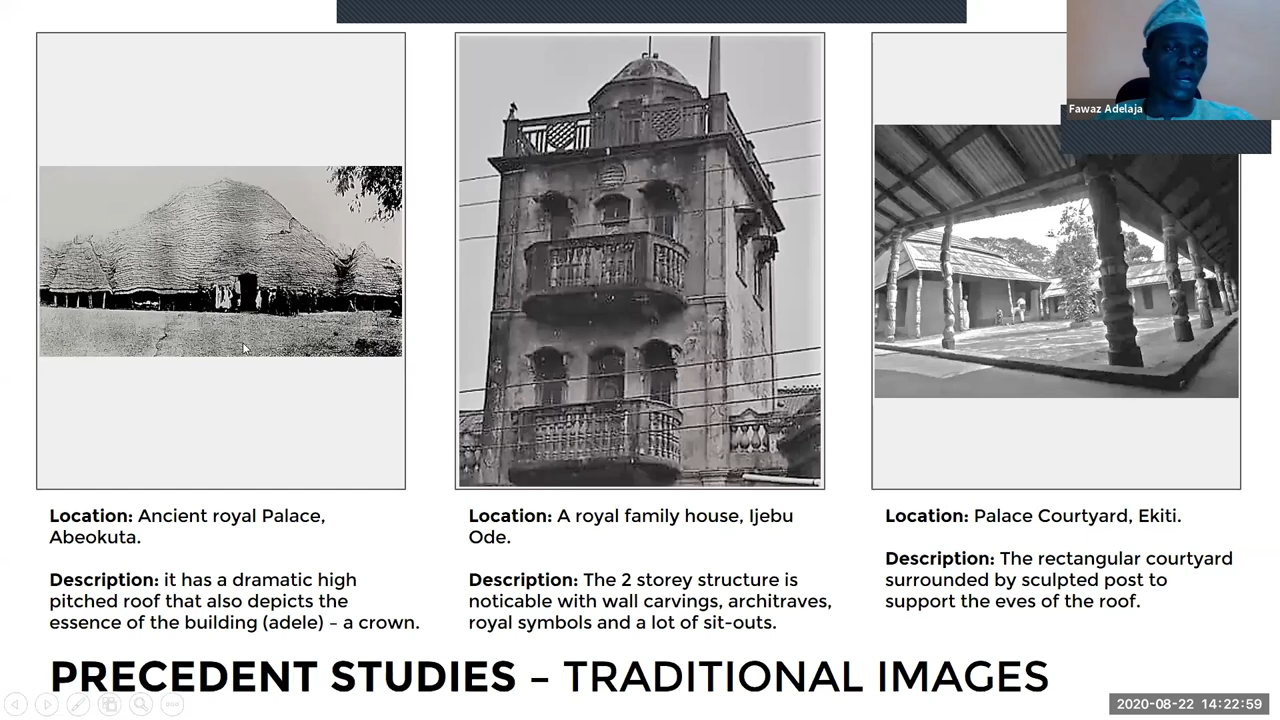 Fawaz Adelaja
Location: Ancient royal Palace,
Abeokuta.
Description: it has a dramatic high
pitched roof that also depicts the
essence of the building (adele) – a crown.
Location: A royal family house, Ijebu
Ode.
Description: The 2 storey structure is
noticable with wall carvings, architraves,
royal symbols and a lot of sit-outs.
Location: Palace Courtyard, Ekiti.
Description: The rectangular courtyard
surrounded by sculpted post to
support the eves of the roof.
PRECEDENT STUDIES – TRADITIONAL IMAGES
2020-08-22 14:22:59